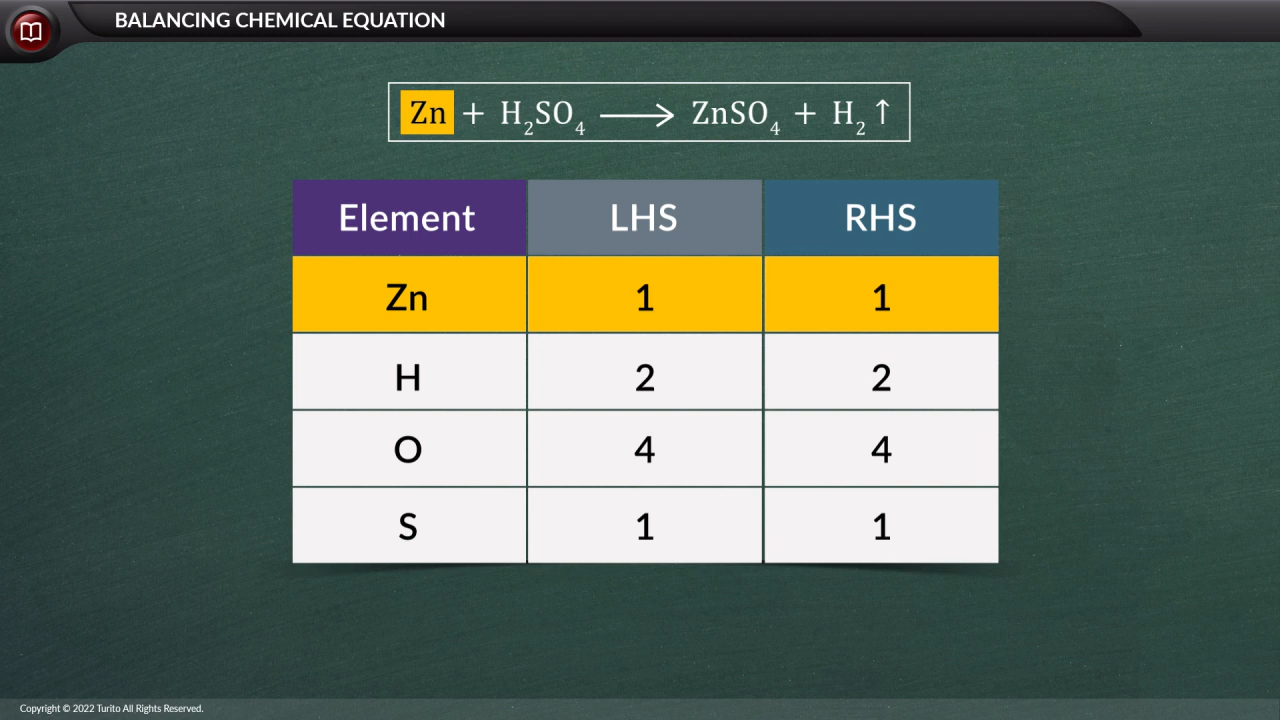 BALANCING CHEMICAL EQUATION
Zn + H₂SO₄ ⟶ ZnSO₄ + H₂ ↑
Element LHS RHS
Zn 1 1
H 2 2
O 4 4
S 1 1
Copyright © 2022 Turito All Rights Reserved.